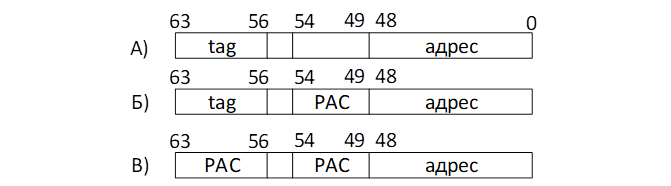 63 56 54 49 48 0
А) tag адрес
63 56 54 49 48
Б) tag PAC адрес
63 56 54 49 48
В) PAC PAC адрес